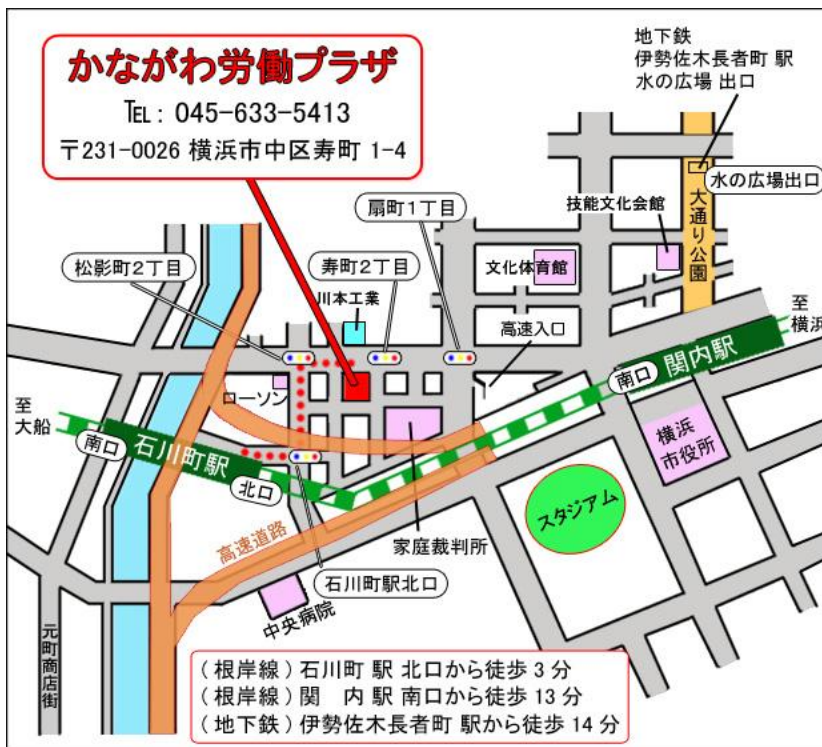 かながわ労働プラザ
℡: 045-633-5413
〒231-0026 横浜市中区寿町 1-4
地下鉄
伊勢佐木長者町 駅
水の広場 出口
水の広場出口
大通り公園
技能文化会館
扇町1丁目
松影町2丁目
寿町2丁目
文化体育館
川本工業
高速入口
至
横浜
関内駅
南口
ローソン
至
大船
南口
石川町駅
北口
横浜
市役所
スタジアム
高速道路
家庭裁判所
石川町駅北口
中央病院
元町商店街
(根岸線) 石川町 駅 北口から徒歩 3 分
(根岸線) 関 内 駅 南口から徒歩 13 分
(地下鉄) 伊勢佐木長者町 駅から徒歩 14 分